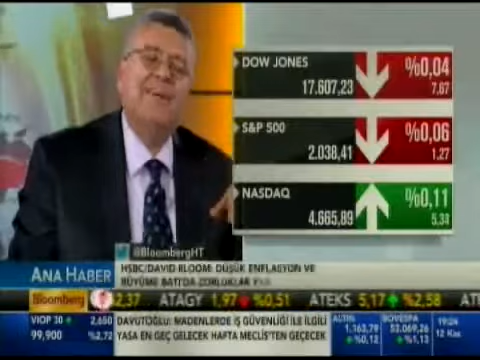 DOW JONES
%0,04
17.607,23
7.87
S&P 500
%0,06
2.038,41
1.27
NASDAQ
%0,11
4.665,89
5.33
@BloombergHT
ANA HABER
HSBC/DAVID BLOOM: DÜŞÜK ENFLASYON VE
BÜYÜME BATI'DA ZORLUKLAR
Bloomberg
2,37 ATAGY 1,97 %0,51 ATEKS 5,17 %2,58
VIOP 30
2,650
99,900
%2,72
DAVUTOĞLU: MADENLERDE İŞ GÜVENLİĞİ İLE İLGİLİ
YASA EN GEÇ GELECEK HAFTA MECLİS'TEN GEÇECEK
ALTIN
1.163,79
%0,12
BOVESPA
53.069,26
%1,13
19:24
12 Kas